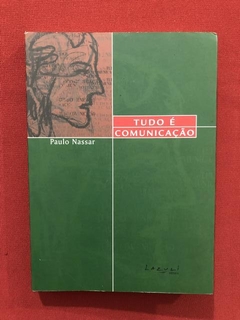 TUDO É
COMUNICAÇÃO
Paulo Nassar